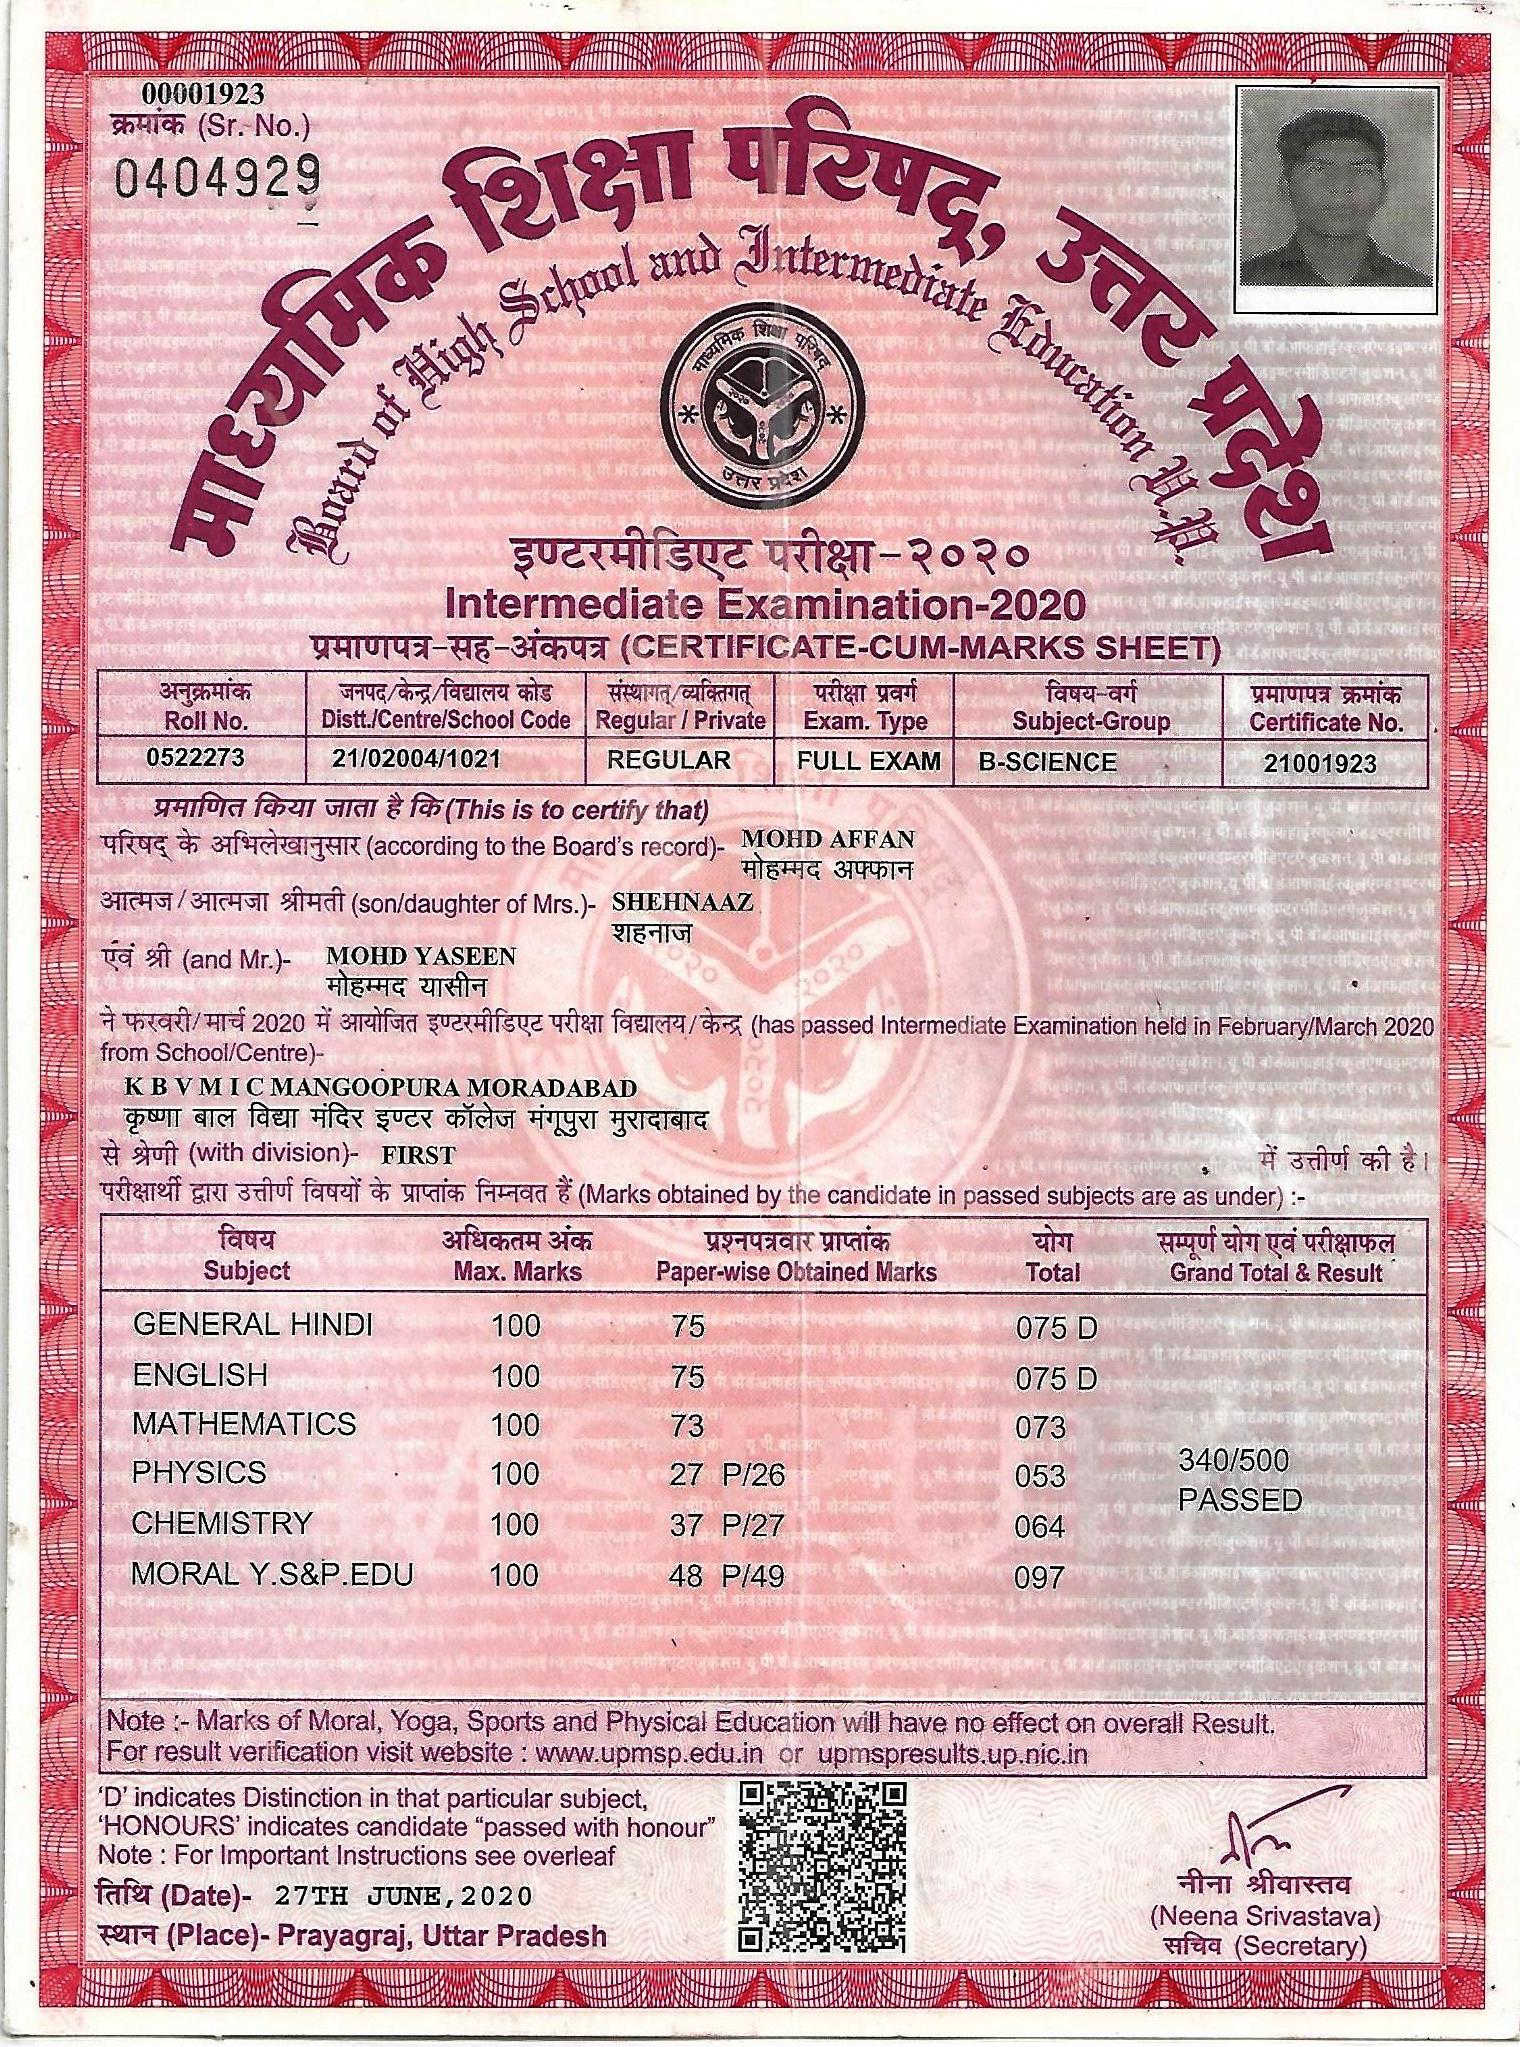 00001923
क्रमांक (Sr. No.)
0404929
माध्यमिक शिक्षा परिषद्, उत्तर प्रदेश
Board of High School and Intermediate Education U.P.
माध्यमिक शिक्षा परिषद्
उत्तर प्रदेश
इण्टरमीडिएट परीक्षा-२०२०
Intermediate Examination-2020
प्रमाणपत्र-सह-अंकपत्र (CERTIFICATE-CUM-MARKS SHEET)
अनुक्रमांक जनपद/केन्द्र/विद्यालय कोड संस्थागत्/व्यक्तिगत् परीक्षा प्रवर्ग विषय-वर्ग प्रमाणपत्र क्रमांक
Roll No. Distt./Centre/School Code Regular / Private Exam. Type Subject-Group Certificate No.
0522273 21/02004/1021 REGULAR FULL EXAM B-SCIENCE 21001923
प्रमाणित किया जाता है कि (This is to certify that)
परिषद् के अभिलेखानुसार (according to the Board's record)- MOHD AFFAN
मोहम्मद अफ्फान
आत्मज/आत्मजा श्रीमती (son/daughter of Mrs.)- SHEHNAAZ
शहनाज
एंव श्री (and Mr.)- MOHD YASEEN
मोहम्मद यासीन
ने फरवरी/मार्च 2020 में आयोजित इण्टरमीडिएट परीक्षा विद्यालय/केन्द्र (has passed Intermediate Examination held in February/March 2020
from School/Centre)-
K B V M I C MANGOOPURA MORADABAD
कृष्णा बाल विद्या मंदिर इण्टर कॉलेज मंगूपुरा मुरादाबाद
से श्रेणी (with division)- FIRST में उत्तीर्ण की है।
परीक्षार्थी द्वारा उत्तीर्ण विषयों के प्राप्तांक निम्नवत हैं (Marks obtained by the candidate in passed subjects are as under) :-
विषय अधिकतम अंक प्रश्नपत्रवार प्राप्तांक योग सम्पूर्ण योग एवं परीक्षाफल
Subject Max. Marks Paper-wise Obtained Marks Total Grand Total & Result
GENERAL HINDI 100 75 075 D
ENGLISH 100 75 075 D
MATHEMATICS 100 73 073
340/500
PHYSICS 100 27 P/26 053
PASSED
CHEMISTRY 100 37 P/27 064
MORAL Y.S&P.EDU 100 48 P/49 097
Note :- Marks of Moral, Yoga, Sports and Physical Education will have no effect on overall Result.
For result verification visit website : www.upmsp.edu.in or upmspresults.up.nic.in
'D' indicates Distinction in that particular subject,
'HONOURS' indicates candidate "passed with honour"
Note : For Important Instructions see overleaf
तिथि (Date)- 27TH JUNE,2020
स्थान (Place)- Prayagraj, Uttar Pradesh
नीना श्रीवास्तव
(Neena Srivastava)
सचिव (Secretary)